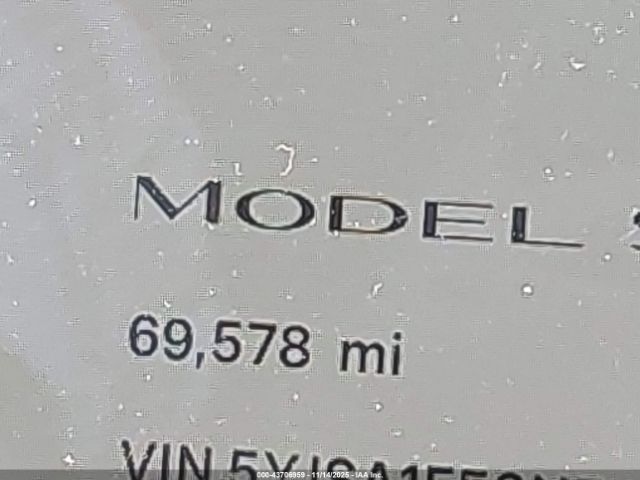 MODEL
69,578 mi
VIN
000-43706959 - 11/14/2025 - IAA Inc.